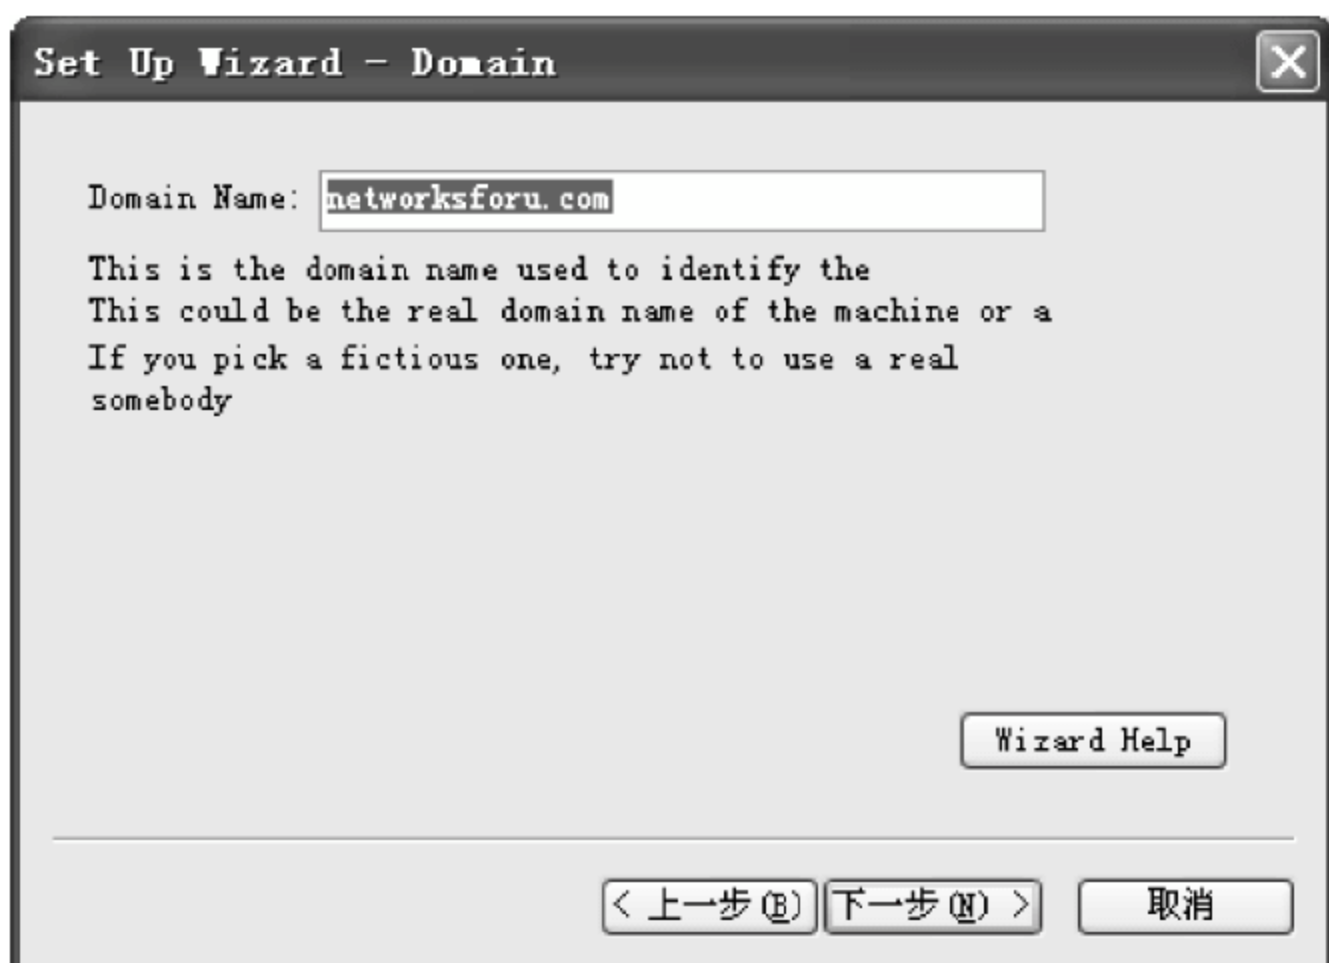 Set Up Wizard - Domain
Domain Name: networksforu.com
This is the domain name used to identify the
This could be the real domain name of the machine or a
If you pick a fictious one, try not to use a real
somebody
Wizard Help
< 上一步(B) 下一步(N) > 取消